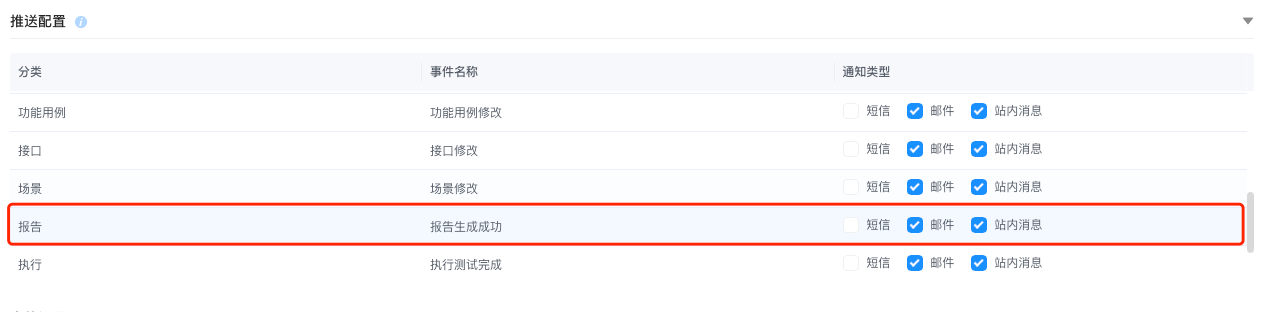 推送配置
分类 事件名称 通知类型
功能用例 功能用例修改 短信 邮件 站内消息
接口 接口修改 短信 邮件 站内消息
场景 场景修改 短信 邮件 站内消息
报告 报告生成成功 短信 邮件 站内消息
执行 执行测试完成 短信 邮件 站内消息